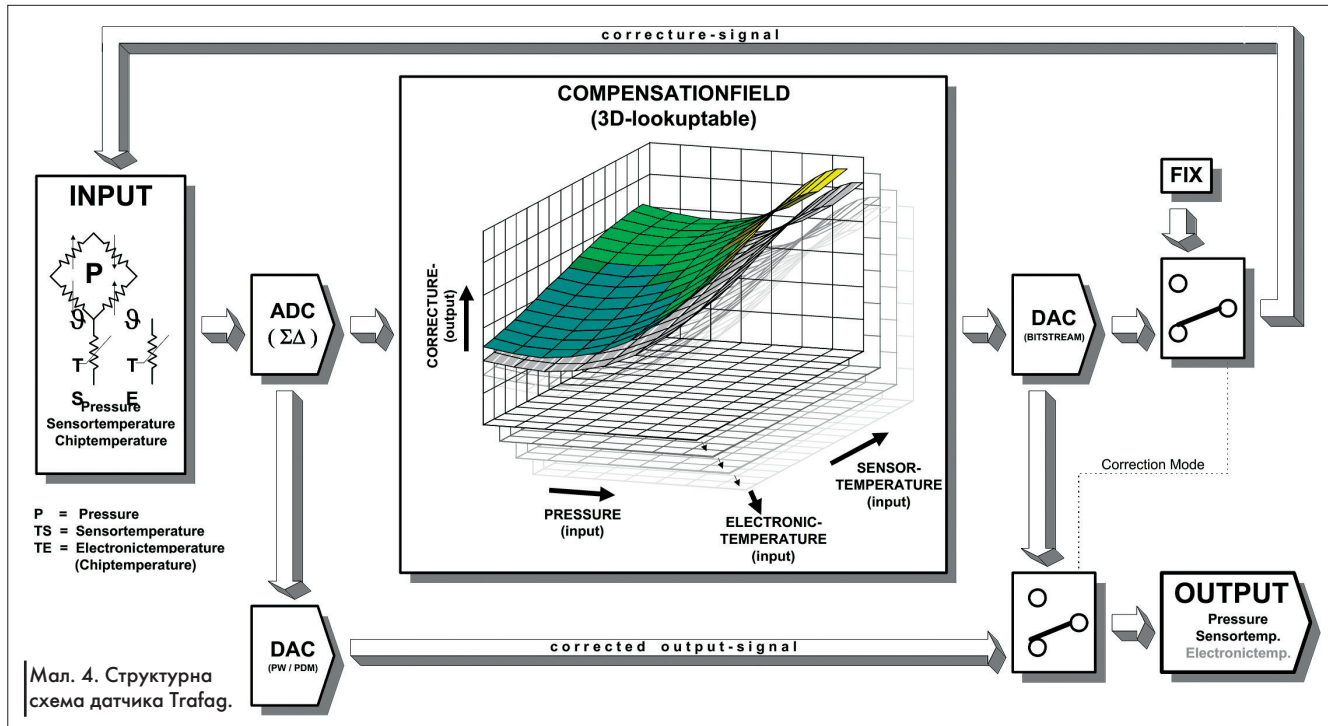 correcture-signal
INPUT
P
ϑ ϑ
T T
S E
Pressure
Sensortemperature
Chiptemperature
P = Pressure
TS = Sensortemperature
TE = Electronictemperature
(Chiptemperature)
ADC
(ΣΔ)
COMPENSATIONFIELD
(3D-lookuptable)
CORRECTURE-
(output)
PRESSURE
(input)
ELECTRONIC-
TEMPERATURE
(input)
SENSOR-
TEMPERATURE
(input)
DAC
(BITSTREAM)
FIX
Correction Mode
DAC
(PW / PDM)
corrected output-signal
OUTPUT
Pressure
Sensortemp.
Electronictemp.
Мал. 4. Структурна
схема датчика Trafag.